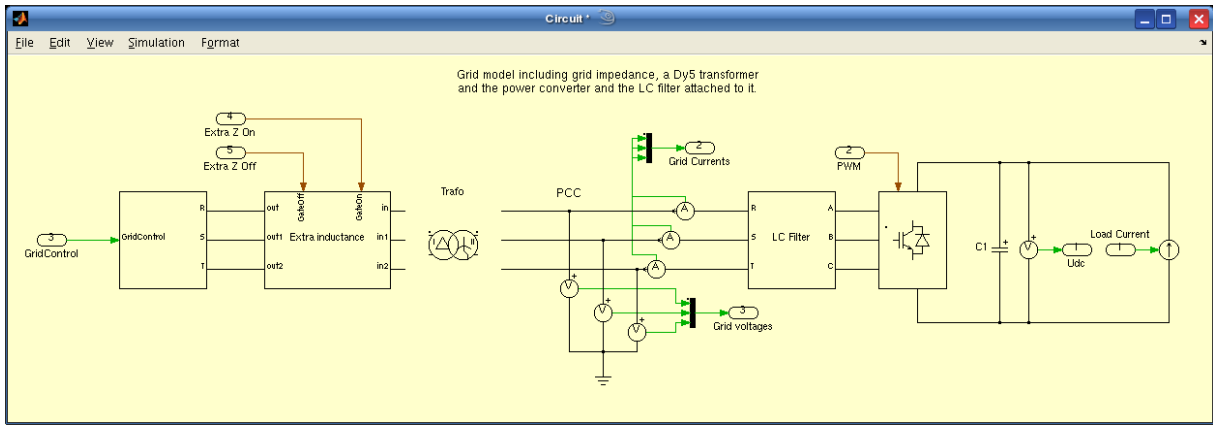 Circuit *
File Edit View Simulation Format
Grid model including grid impedance, a Dy5 transformer
and the power converter and the LC filter attached to it.
4
Extra Z On
5
Extra Z Off
2
Grid Currents
2
PWM
GateOff
GateOn
Trafo
PCC
R
out
in
A
R
A
3
GridControl
GridControl
S
out1
Extra inductance
in1
A
S
LC Filter
B
C1
V
1
Udc
Load Current
1
T
out2
in2
A
T
C
V
V
V
3
Grid voltages